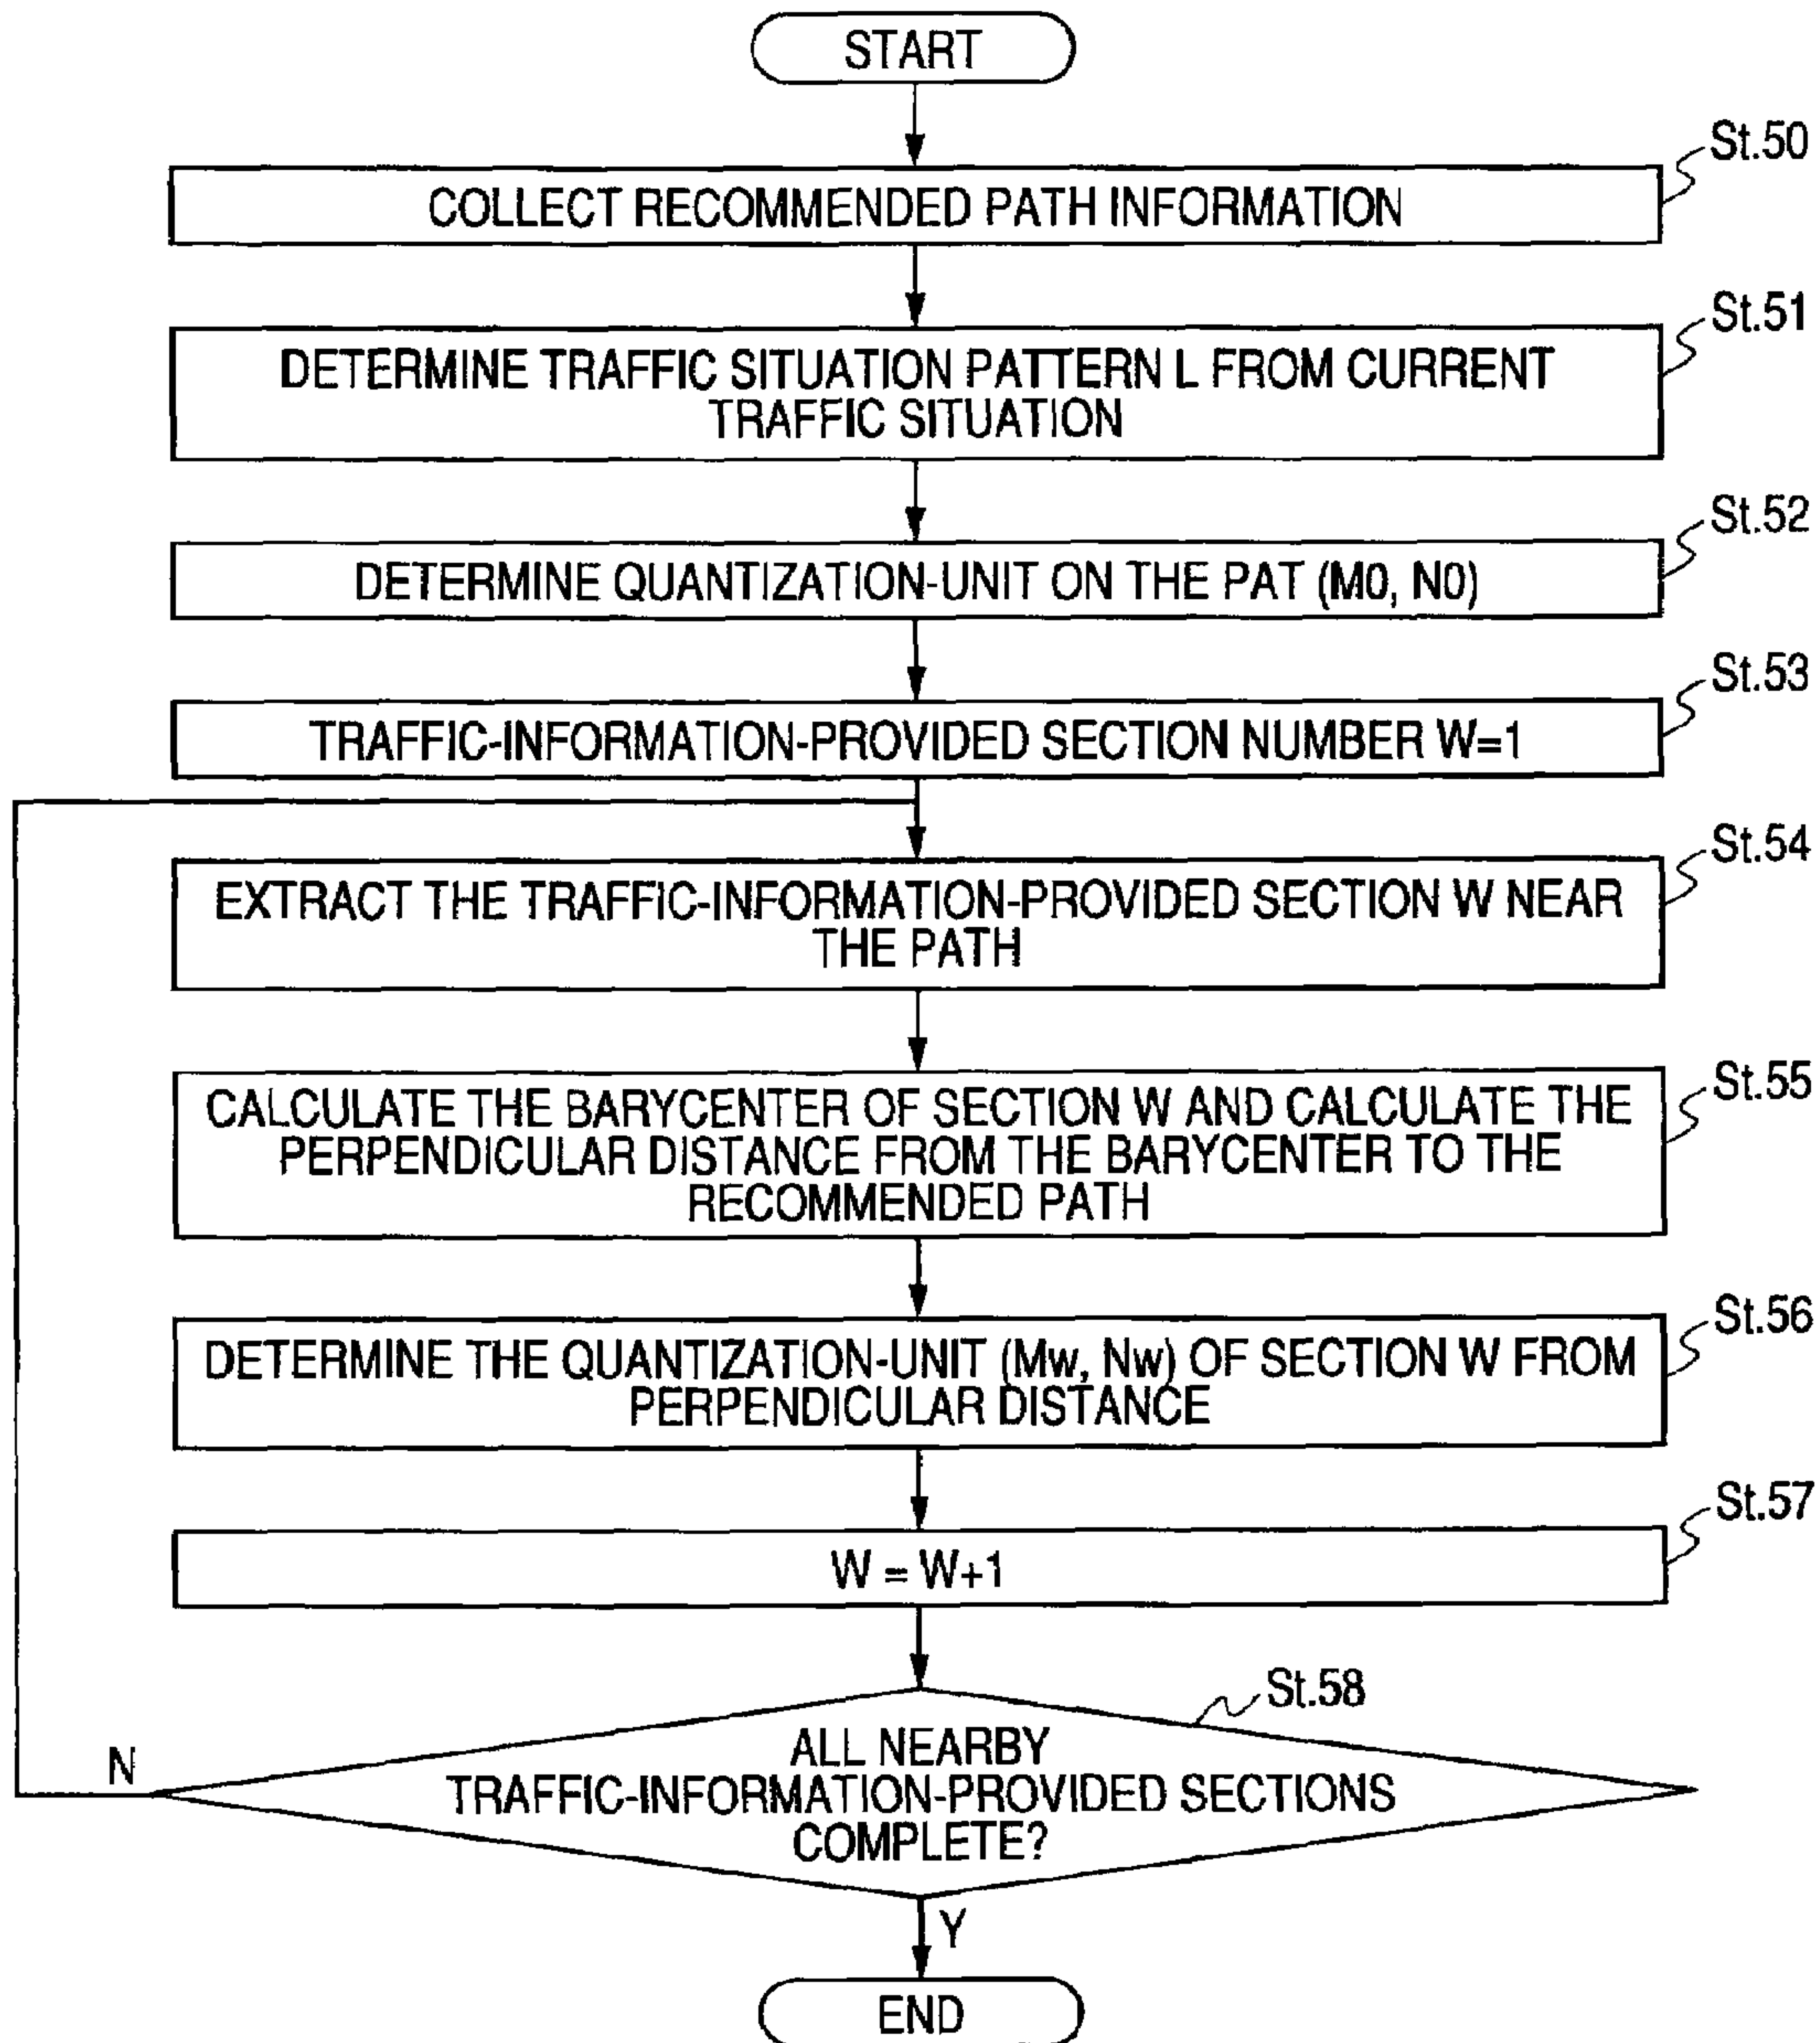 START
St.50
COLLECT RECOMMENDED PATH INFORMATION
St.51
DETERMINE TRAFFIC SITUATION PATTERN L FROM CURRENT
TRAFFIC SITUATION
St.52
DETERMINE QUANTIZATION-UNIT ON THE PAT (M0, N0)
St.53
TRAFFIC-INFORMATION-PROVIDED SECTION NUMBER W=1
St.54
EXTRACT THE TRAFFIC-INFORMATION-PROVIDED SECTION W NEAR
THE PATH
St.55
CALCULATE THE BARYCENTER OF SECTION W AND CALCULATE THE
PERPENDICULAR DISTANCE FROM THE BARYCENTER TO THE
RECOMMENDED PATH
St.56
DETERMINE THE QUANTIZATION-UNIT (Mw, Nw) OF SECTION W FROM
PERPENDICULAR DISTANCE
St.57
W = W+1
St.58
ALL NEARBY
TRAFFIC-INFORMATION-PROVIDED SECTIONS
COMPLETE?
N
Y
END